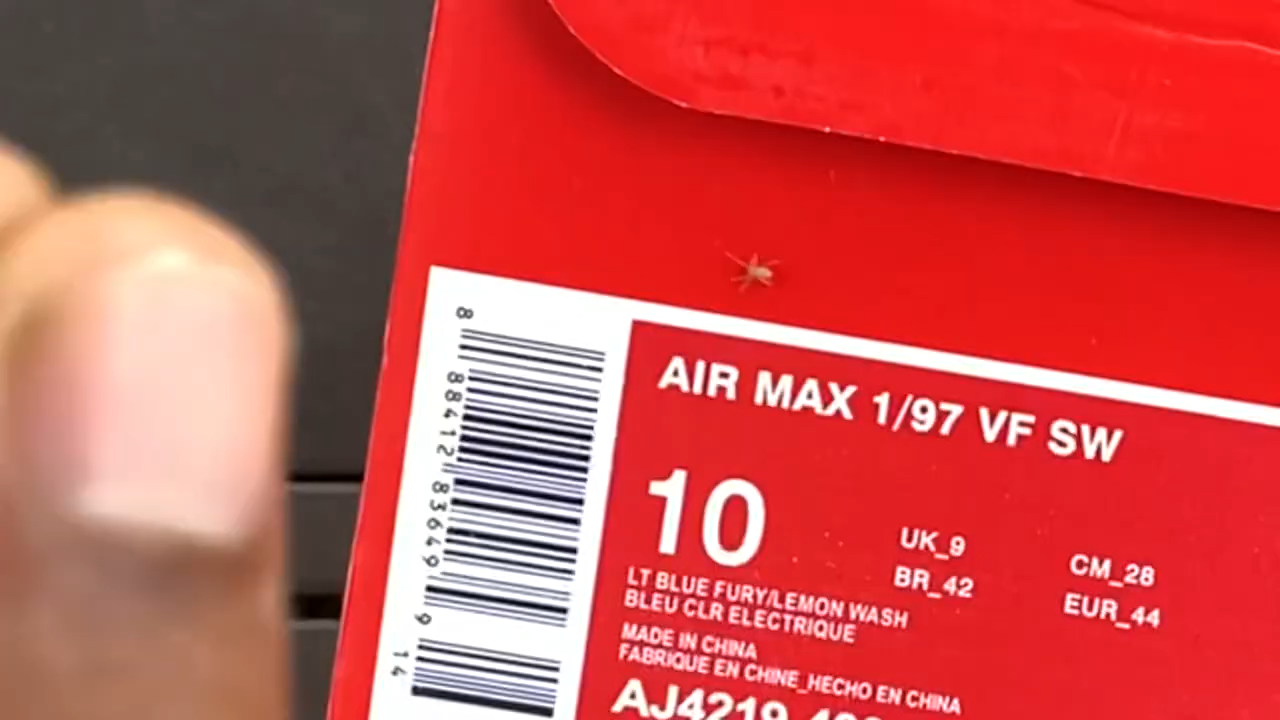 AIR MAX 1/97 VF SW
10
UK_9
CM_28
BR_42
EUR_44
LT BLUE FURY/LEMON WASH
BLEU CLR ELECTRIQUE
MADE IN CHINA
FABRIQUE EN CHINE_HECHO EN CHINA
8 88412 83649 9 14